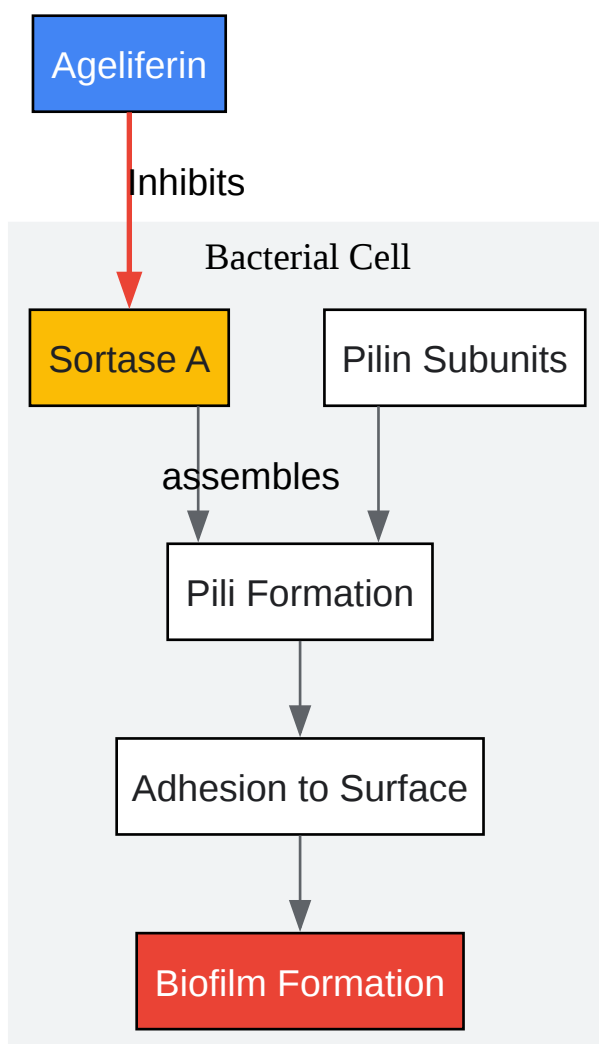 Ageliferin
Inhibits
Bacterial Cell
Sortase A
Pilin Subunits
assembles
Pili Formation
Adhesion to Surface
Biofilm Formation